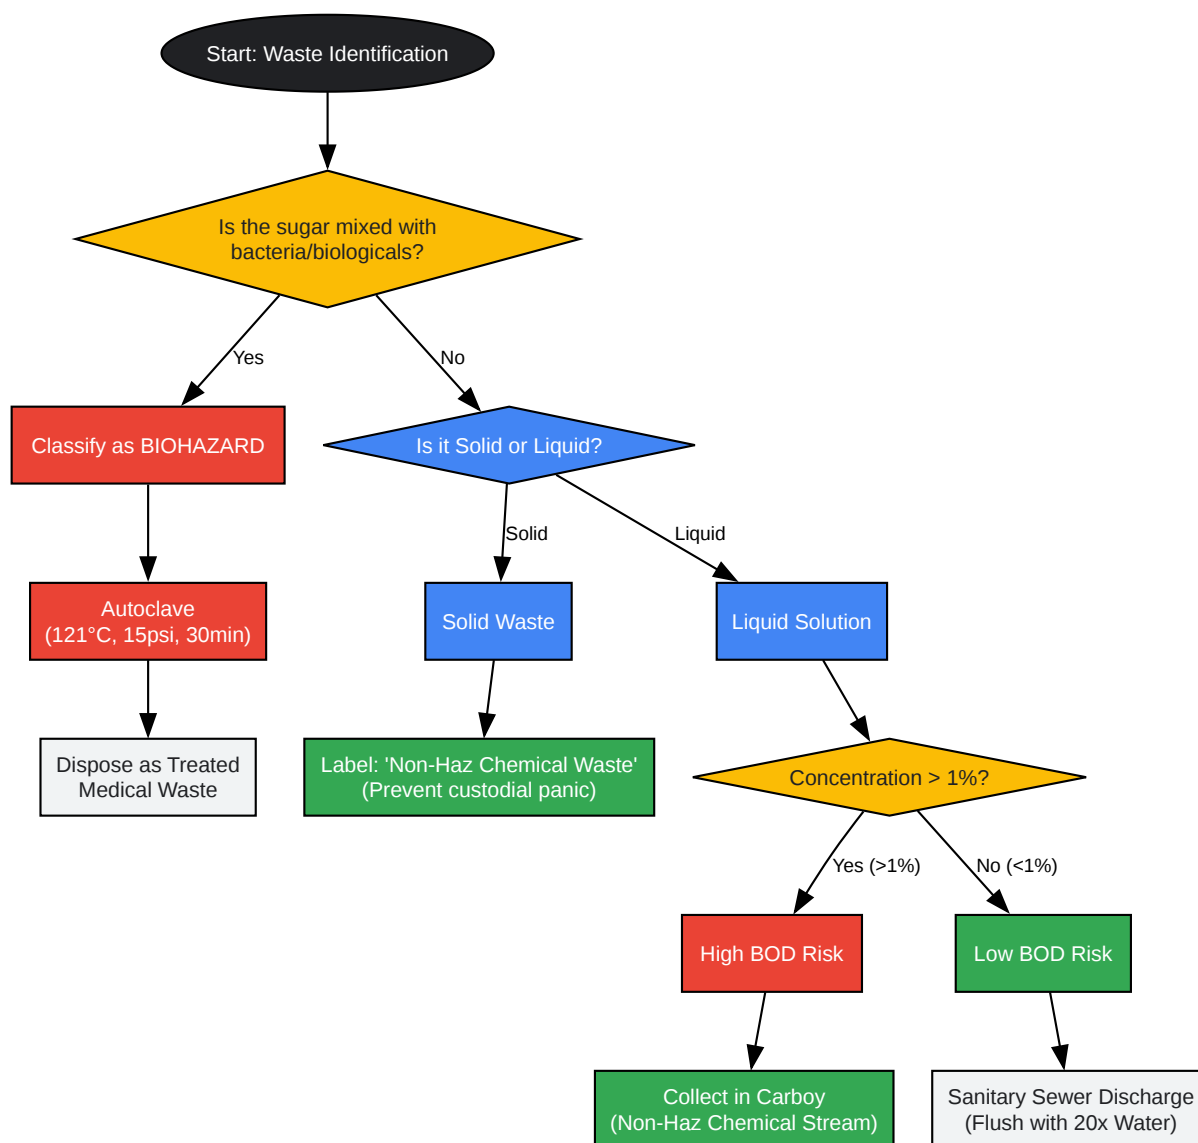 Start: Waste Identification
Is the sugar mixed with
bacteria/biologicals?
Yes
No
Classify as BIOHAZARD
Is it Solid or Liquid?
Solid
Liquid
Autoclave
(121°C, 15psi, 30min)
Solid Waste
Liquid Solution
Dispose as Treated
Medical Waste
Label: 'Non-Haz Chemical Waste'
(Prevent custodial panic)
Concentration > 1%?
Yes (>1%)
No (<1%)
High BOD Risk
Low BOD Risk
Collect in Carboy
(Non-Haz Chemical Stream)
Sanitary Sewer Discharge
(Flush with 20x Water)